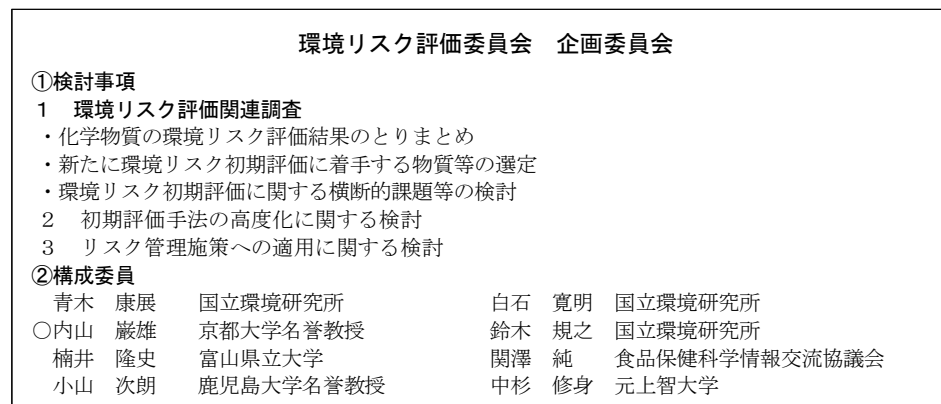 環境リスク評価委員会　企画委員会
①検討事項
１　環境リスク評価関連調査
・化学物質の環境リスク評価結果のとりまとめ
・新たに環境リスク初期評価に着手する物質等の選定
・環境リスク初期評価に関する横断的課題等の検討
２　初期評価手法の高度化に関する検討
３　リスク管理施策への適用に関する検討
②構成委員
青木　康展　国立環境研究所　白石　寛明　国立環境研究所
○内山　巌雄　京都大学名誉教授　鈴木　規之　国立環境研究所
楠井　隆史　富山県立大学　関澤　純　食品保健科学情報交流協議会
小山　次朗　鹿児島大学名誉教授　中杉　修身　元上智大学